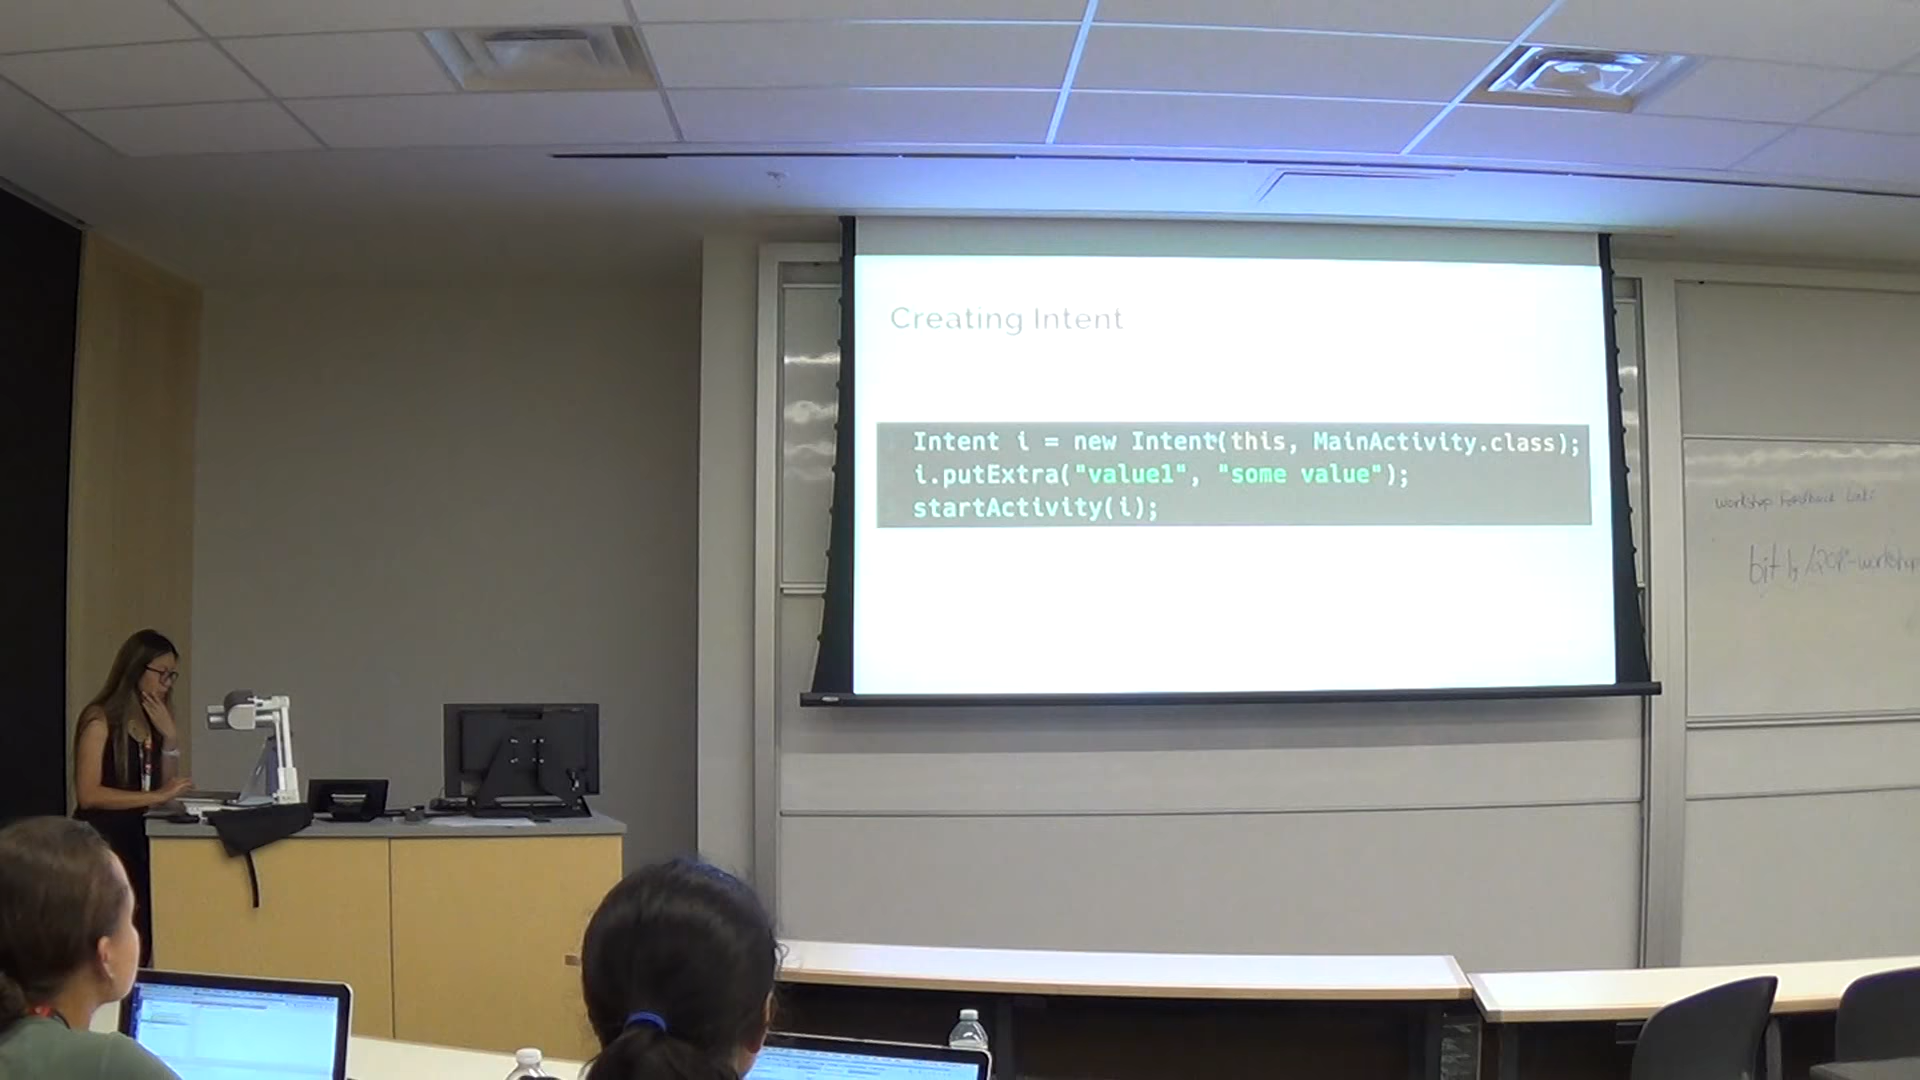 Creating Intent
Intent i = new Intent(this, MainActivity.class);
i.putExtra("value1", "some value");
startActivity(i);
workshop Feedback Link: